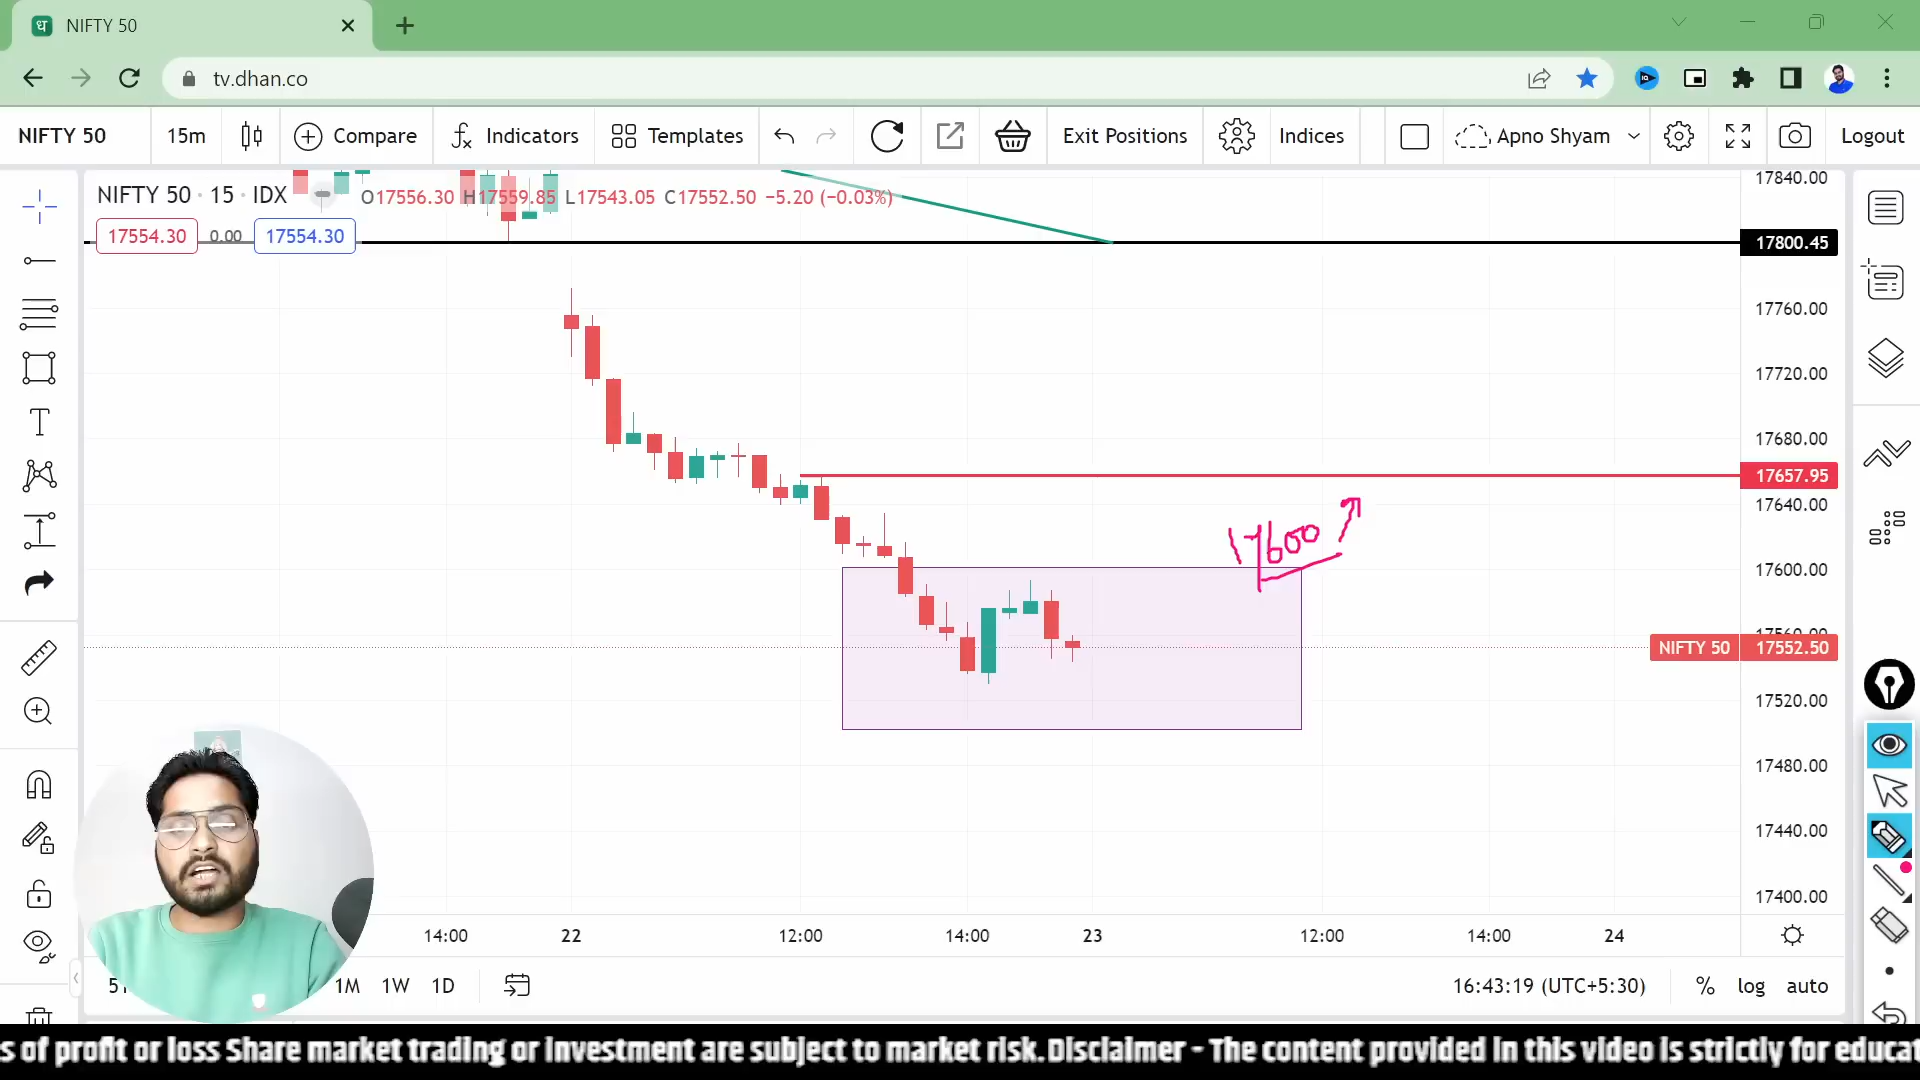 NIFTY 50
tv.dhan.co
NIFTY 50 15m Compare Indicators Templates Exit Positions Indices Apno Shyam Logout
NIFTY 50 · 15 · IDX O17556.30 H17559.85 L17543.05 C17552.50 −5.20 (−0.03%)
17554.30 0.00 17554.30
17840.00
17800.45
17760.00
17720.00
17680.00
17657.95
17640.00
17600
17600.00
17560.00
NIFTY 50 17552.50
17520.00
17480.00
17440.00
17400.00
14:00 22 12:00 14:00 23 12:00 14:00 24
1M 1W 1D 16:43:19 (UTC+5:30) % log auto
s of profit or loss Share market trading or investment are subject to market risk.Disclaimer - The content provided in this video is strictly for educat